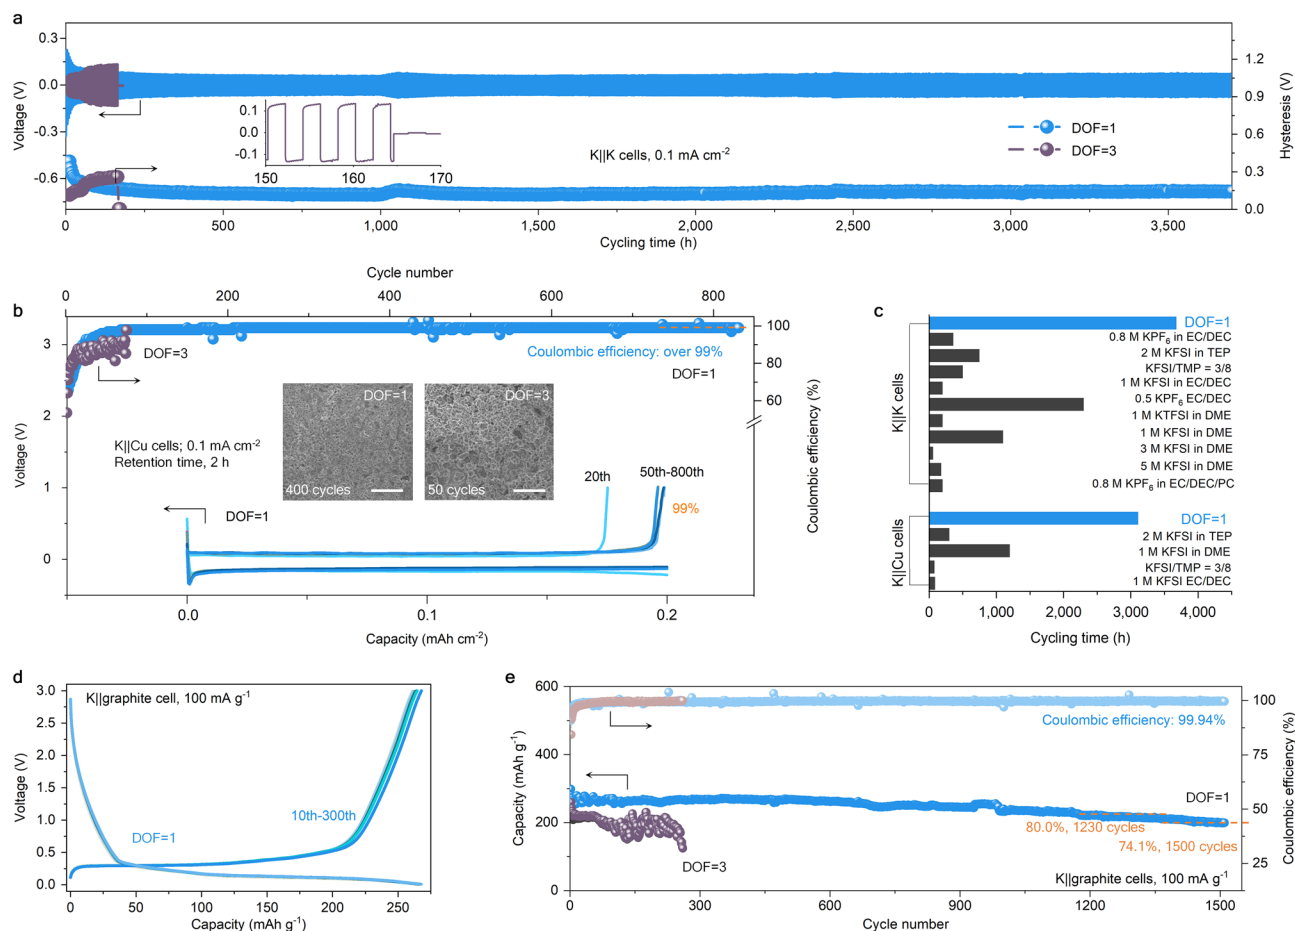 a
0.3
0.0
-0.3
-0.6
Voltage (V)
1.2
0.9
0.6
0.3
0.0
Hysteresis (V)
0.1
0.0
-0.1
150
160
170
K||K cells, 0.1 mA cm-2
DOF=1
DOF=3
0
500
1,000
1,500
2,000
2,500
3,000
3,500
Cycling time (h)
b
Cycle number
0
200
400
600
800
3
2
1
0
Voltage (V)
100
80
60
Coulombic efficiency (%)
DOF=3
Coulombic efficiency: over 99%
DOF=1
K||Cu cells; 0.1 mA cm-2
Retention time, 2 h
DOF=1
400 cycles
DOF=3
50 cycles
20th
50th-800th
99%
DOF=1
0.0
0.1
0.2
Capacity (mAh cm-2)
c
K||K cells
DOF=1
0.8 M KPF6 in EC/DEC
2 M KFSI in TEP
KFSI/TMP = 3/8
1 M KFSI in EC/DEC
0.5 KPF6 EC/DEC
1 M KTFSI in DME
1 M KFSI in DME
3 M KFSI in DME
5 M KFSI in DME
0.8 M KPF6 in EC/DEC/PC
K||Cu cells
DOF=1
2 M KFSI in TEP
1 M KFSI in DME
KFSI/TMP = 3/8
1 M KFSI EC/DEC
0
1,000
2,000
3,000
4,000
Cycling time (h)
d
K||graphite cell, 100 mA g-1
3.0
2.5
2.0
1.5
1.0
0.5
0.0
Voltage (V)
10th-300th
DOF=1
0
50
100
150
200
250
Capacity (mAh g-1)
e
600
400
300
200
0
Capacity (mAh g-1)
100
75
50
25
Coulombic efficiency (%)
Coulombic efficiency: 99.94%
DOF=1
80.0%, 1230 cycles
74.1%, 1500 cycles
DOF=3
K||graphite cells, 100 mA g-1
0
300
600
900
1200
1500
Cycle number